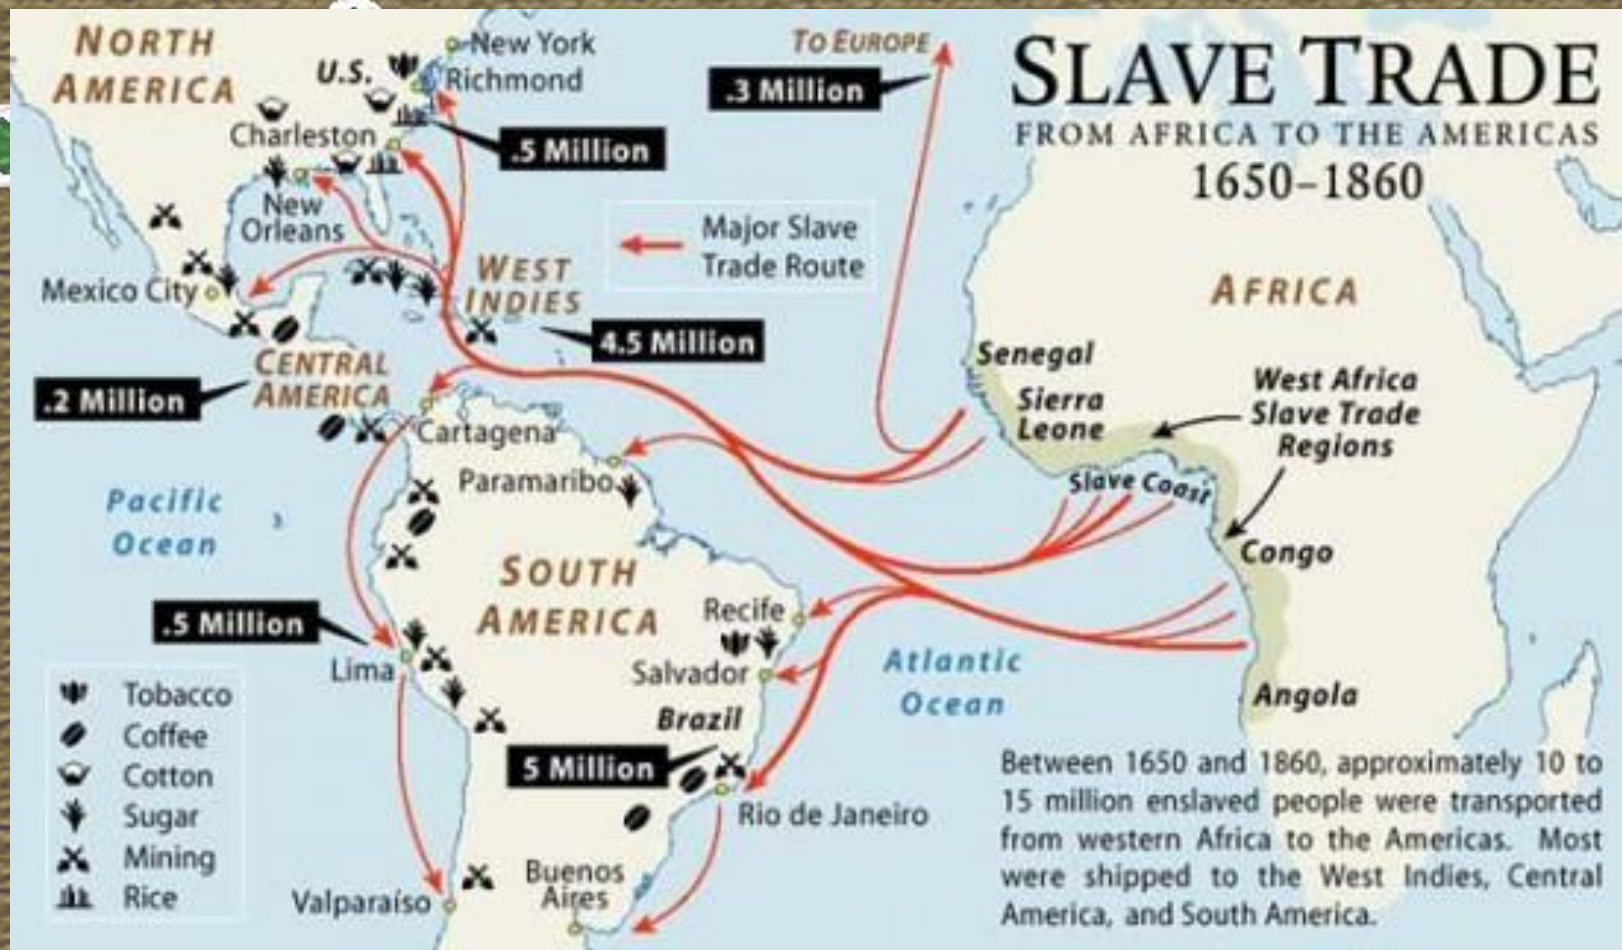 SLAVE TRADE
FROM AFRICA TO THE AMERICAS
1650–1860
NORTH
AMERICA
U.S.
New York
Richmond
Charleston
New
Orleans
Mexico City
.5 Million
TO EUROPE
.3 Million
Major Slave
Trade Route
WEST
INDIES
4.5 Million
CENTRAL
AMERICA
.2 Million
Cartagena
Paramaribo
Pacific
Ocean
SOUTH
AMERICA
.5 Million
Lima
Recife
Salvador
Brazil
5 Million
Rio de Janeiro
Buenos
Aires
Valparaíso
Atlantic
Ocean
AFRICA
Senegal
Sierra
Leone
West Africa
Slave Trade
Regions
Slave Coast
Congo
Angola
Tobacco
Coffee
Cotton
Sugar
Mining
Rice
Between 1650 and 1860, approximately 10 to
15 million enslaved people were transported
from western Africa to the Americas. Most
were shipped to the West Indies, Central
America, and South America.